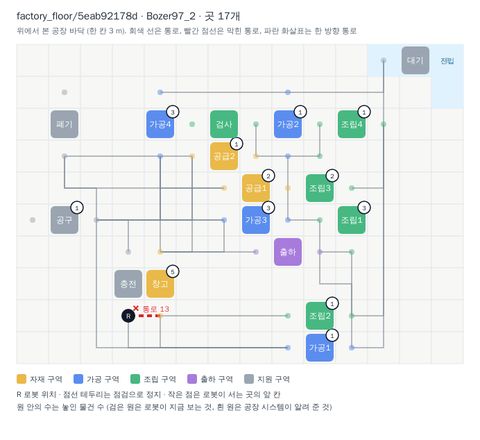 factory_floor/5eab92178d · Bozer97_2 · 곳 17개
위에서 본 공장 바닥 (한 칸 3 m). 회색 선은 통로, 빨간 점선은 막힌 통로, 파란 화살표는 한 방향 통로
대기
전립
3
1
4
폐기
가공4
검사
가공2
조립4
1
공급2
2
2
공급1
조립3
1
3
3
공구
가공3
조립1
출하
5
충전
창고
✖ 통로 13
1
R
조립2
1
가공1
자재 구역
가공 구역
조립 구역
출하 구역
지원 구역
R 로봇 위치 · 점선 테두리는 점검으로 정지 · 작은 점은 로봇이 서는 곳의 앞 칸
원 안의 수는 놓인 물건 수 (검은 원은 로봇이 지금 보는 것, 흰 원은 공장 시스템이 알려 준 것)